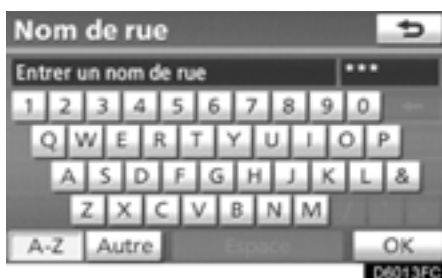 Nom de rue
Entrer un nom de rue ***
1 2 3 4 5 6 7 8 9 0 ←
Q W E R T Y U I O P
A S D F G H J K L &
Z X C V B N M / ' -
A-Z Autre Espace OK
D6013FC